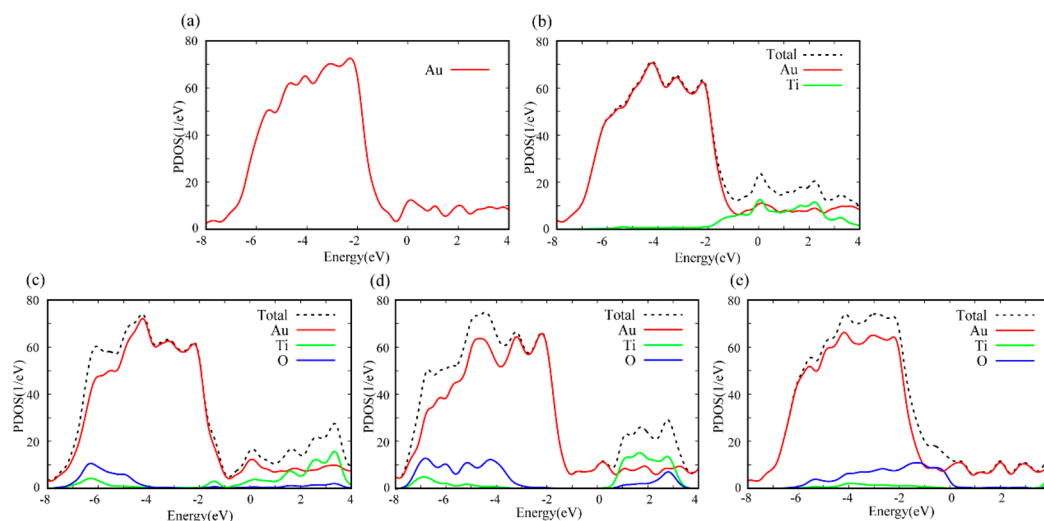 (a)
80
60
40
20
0
-8 -6 -4 -2 0 2 4
PDOS(1/eV)
Energy(eV)
Au
(b)
80
60
40
20
0
-8 -6 -4 -2 0 2 4
PDOS(1/eV)
Energy(eV)
Total
Au
Ti
(c)
80
60
40
20
0
-8 -6 -4 -2 0 2 4
PDOS(1/eV)
Energy(eV)
Total
Au
Ti
O
(d)
80
60
40
20
0
-8 -6 -4 -2 0 2 4
PDOS(1/eV)
Energy(eV)
Total
Au
Ti
O
(e)
80
60
40
20
0
-8 -6 -4 -2 0 2 4
PDOS(1/eV)
Energy(eV)
Total
Au
Ti
O